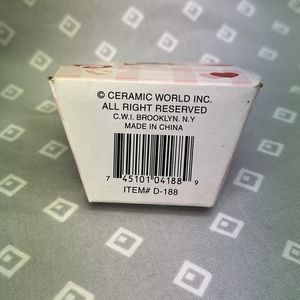 © CERAMIC WORLD INC.
ALL RIGHT RESERVED
C.W.I. BROOKLYN. N.Y
MADE IN CHINA
7 45101 04188 9
ITEM# D-188